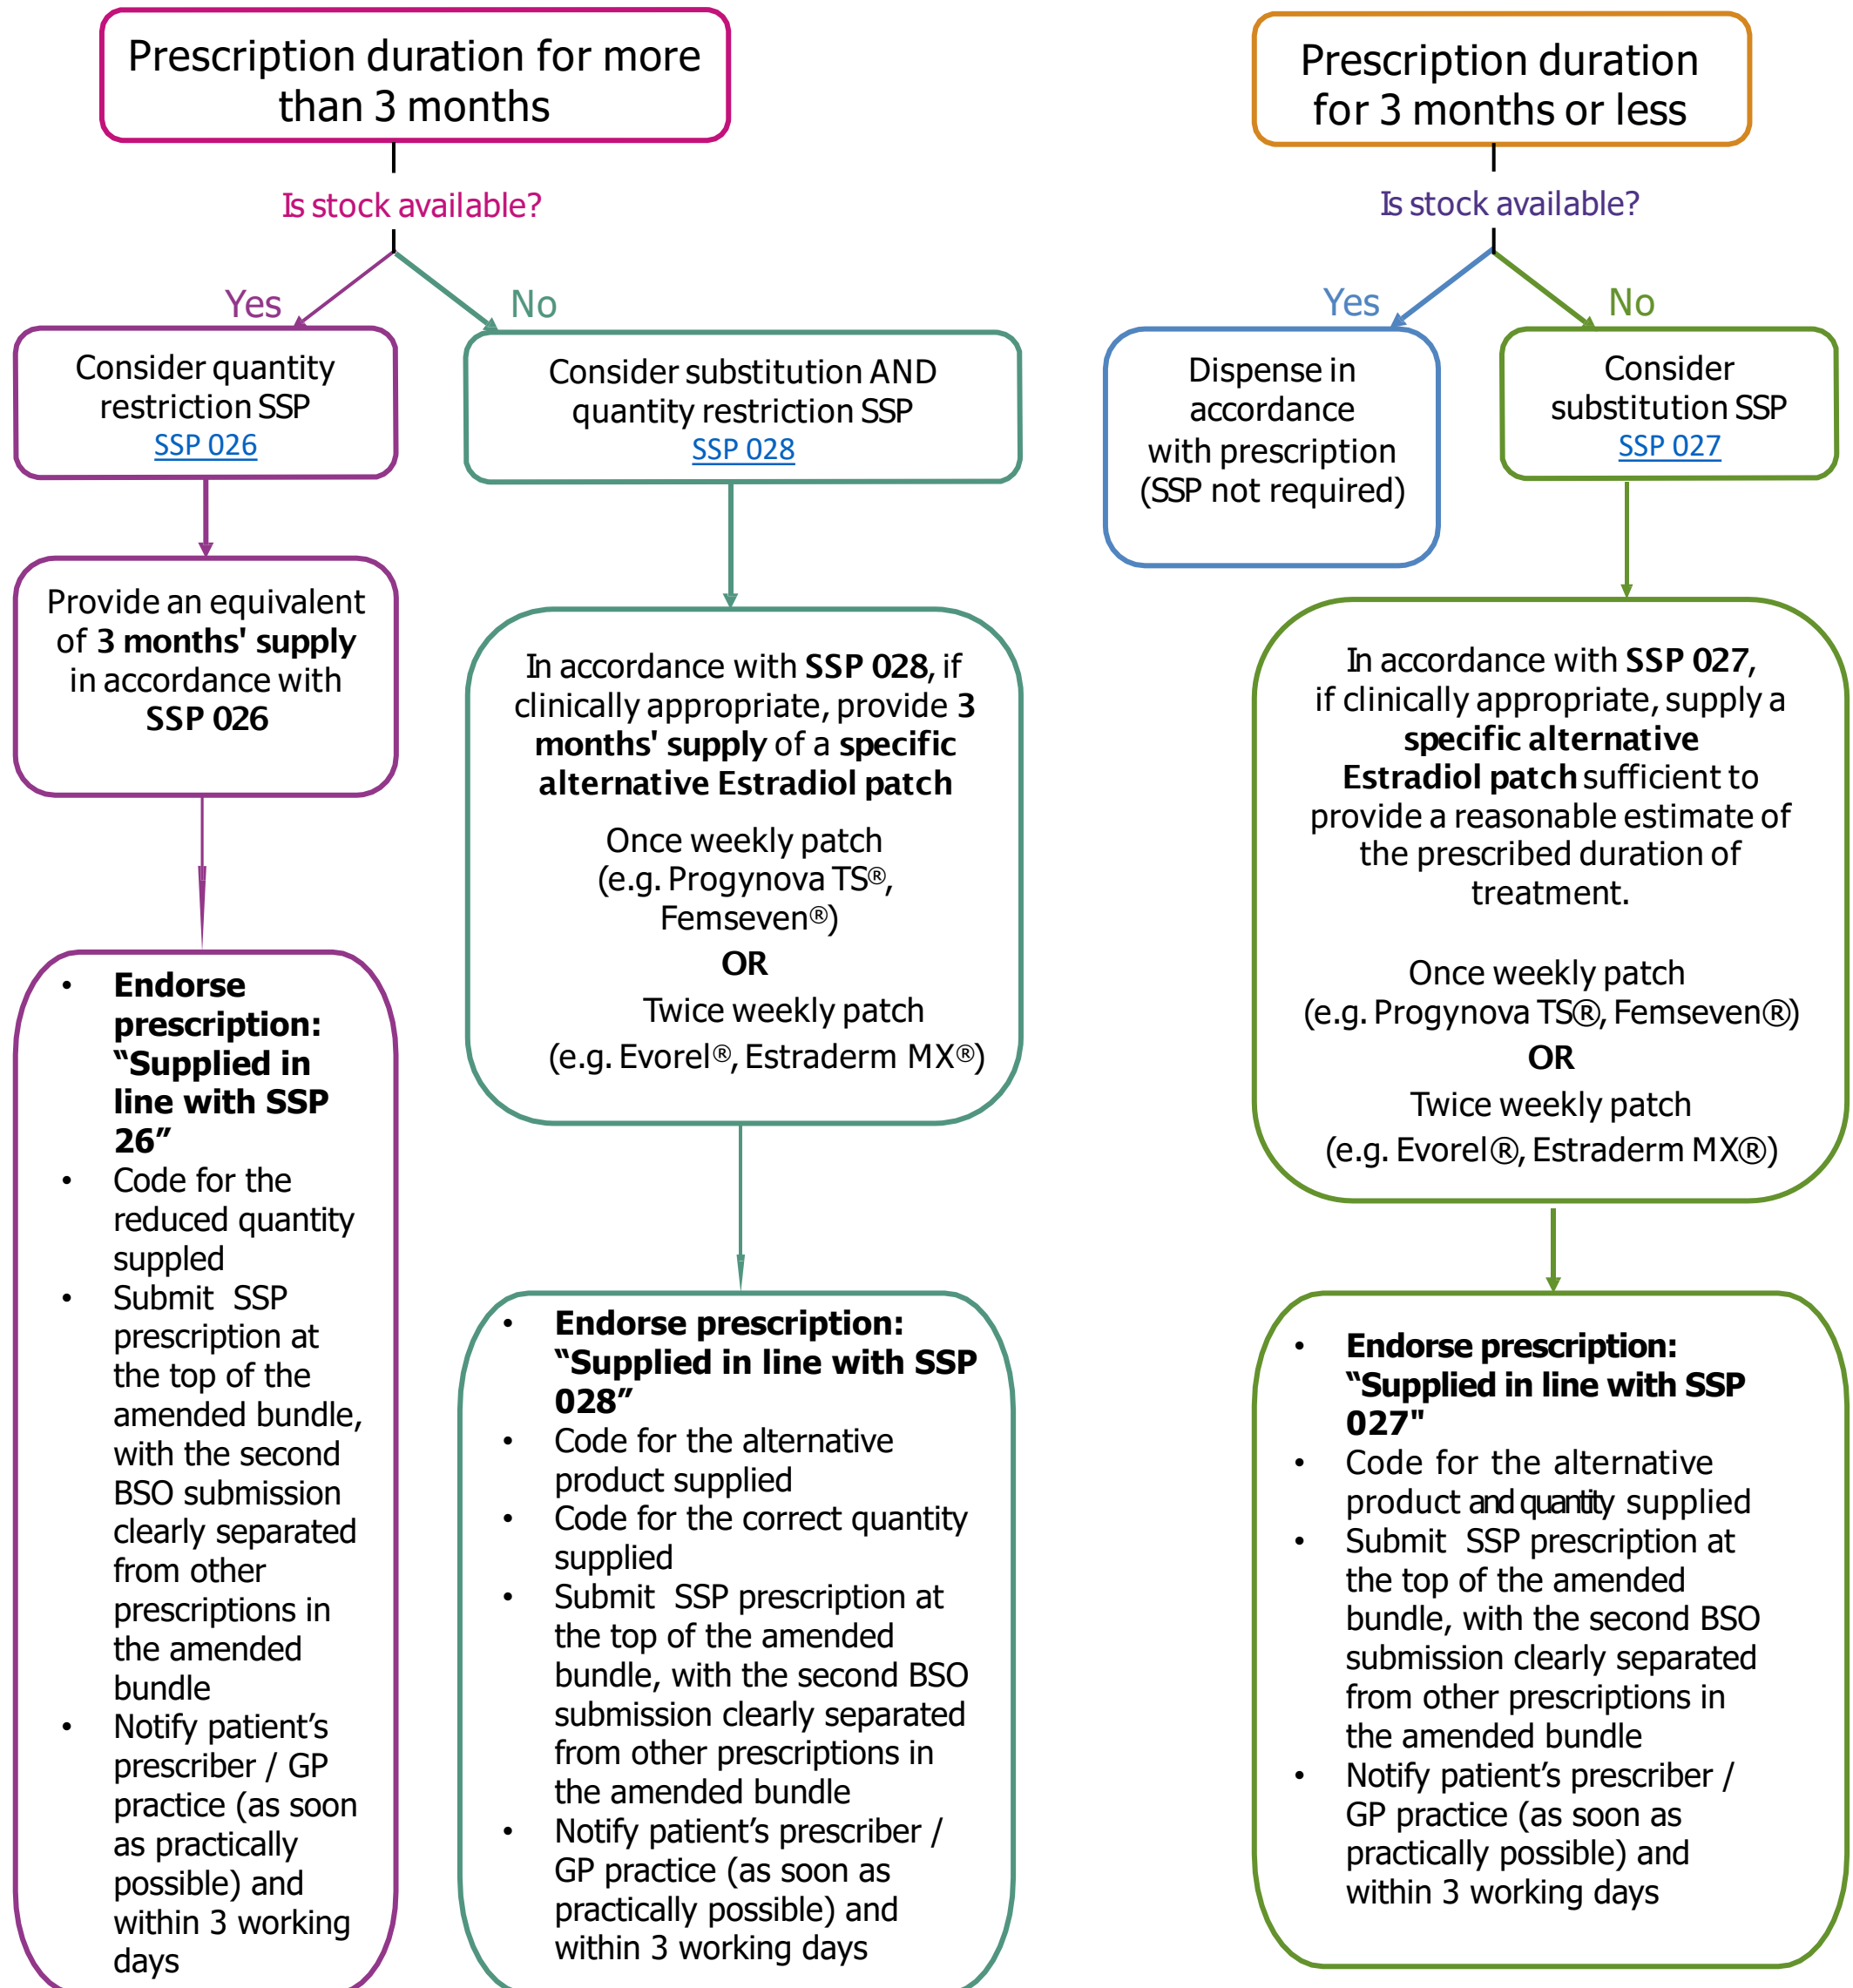 Prescription duration for more
than 3 months
Is stock available?
Yes
No
Consider quantity
restriction SSP
SSP 026
Provide an equivalent
of 3 months' supply
in accordance with
SSP 026
• Endorse
prescription:
“Supplied in
line with SSP
26”
• Code for the
reduced quantity
suppled
• Submit SSP
prescription at
the top of the
amended bundle,
with the second
BSO submission
clearly separated
from other
prescriptions in
the amended
bundle
• Notify patient’s
prescriber / GP
practice (as soon
as practically
possible) and
within 3 working
days
Consider substitution AND
quantity restriction SSP
SSP 028
In accordance with SSP 028, if
clinically appropriate, provide 3
months' supply of a specific
alternative Estradiol patch
Once weekly patch
(e.g. Progynova TS®,
Femseven®)
OR
Twice weekly patch
(e.g. Evorel®, Estraderm MX®)
• Endorse prescription:
“Supplied in line with SSP
028”
• Code for the alternative
product supplied
• Code for the correct quantity
supplied
• Submit SSP prescription at
the top of the amended
bundle, with the second BSO
submission clearly separated
from other prescriptions in
the amended bundle
• Notify patient’s prescriber /
GP practice (as soon as
practically possible) and
within 3 working days
Prescription duration
for 3 months or less
Is stock available?
Yes
No
Dispense in
accordance
with prescription
(SSP not required)
Consider
substitution SSP
SSP 027
In accordance with SSP 027,
if clinically appropriate, supply a
specific alternative
Estradiol patch sufficient to
provide a reasonable estimate of
the prescribed duration of
treatment.
Once weekly patch
(e.g. Progynova TS®, Femseven®)
OR
Twice weekly patch
(e.g. Evorel®, Estraderm MX®)
• Endorse prescription:
“Supplied in line with SSP
027"
• Code for the alternative
product and quantity supplied
• Submit SSP prescription at
the top of the amended
bundle, with the second BSO
submission clearly separated
from other prescriptions in
the amended bundle
• Notify patient’s prescriber /
GP practice (as soon as
practically possible) and
within 3 working days